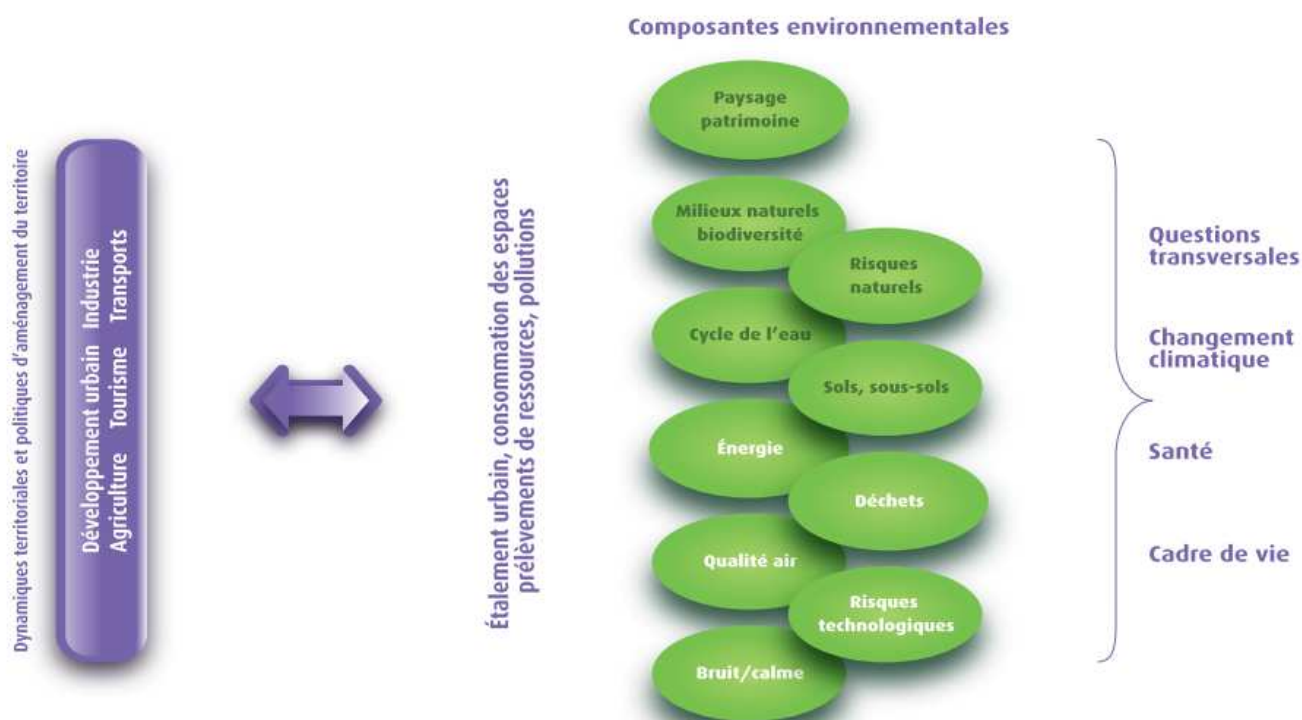 Composantes environnementales
Dynamiques territoriales et politiques d'aménagement du territoire
Développement urbain Industrie
Agriculture Tourisme Transports
Étalement urbain, consommation des espaces
prélèvements de ressources, pollutions
Paysage
patrimoine
Milieux naturels
biodiversité
Risques
naturels
Cycle de l'eau
Sols, sous-sols
Énergie
Déchets
Qualité air
Risques
technologiques
Bruit/calme
Questions
transversales
Changement
climatique
Santé
Cadre de vie